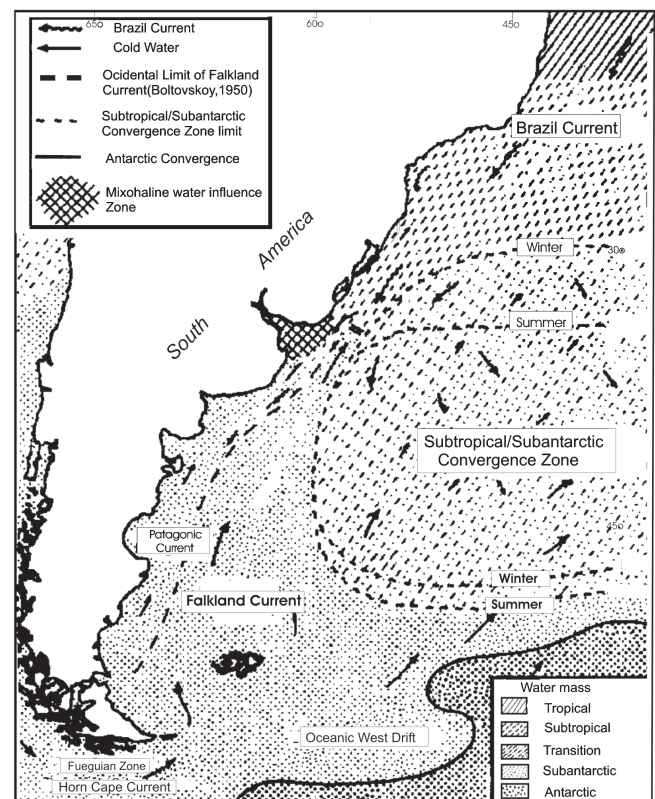 65o
60o
45o
Brazil Current
Cold Water
Ocidental Limit of Falkland
Current(Boltovskoy,1950)
Subtropical/Subantarctic
Convergence Zone limit
Antarctic Convergence
Mixohaline water influence
Zone
Brazil Current
America
South
Winter
30o
Summer
Subtropical/Subantarctic
Convergence Zone
45o
Patagonic
Current
Winter
Falkland Current
Summer
Oceanic West Drift
Fueguian Zone
Horn Cape Current
Water mass
Tropical
Subtropical
Transition
Subantarctic
Antarctic